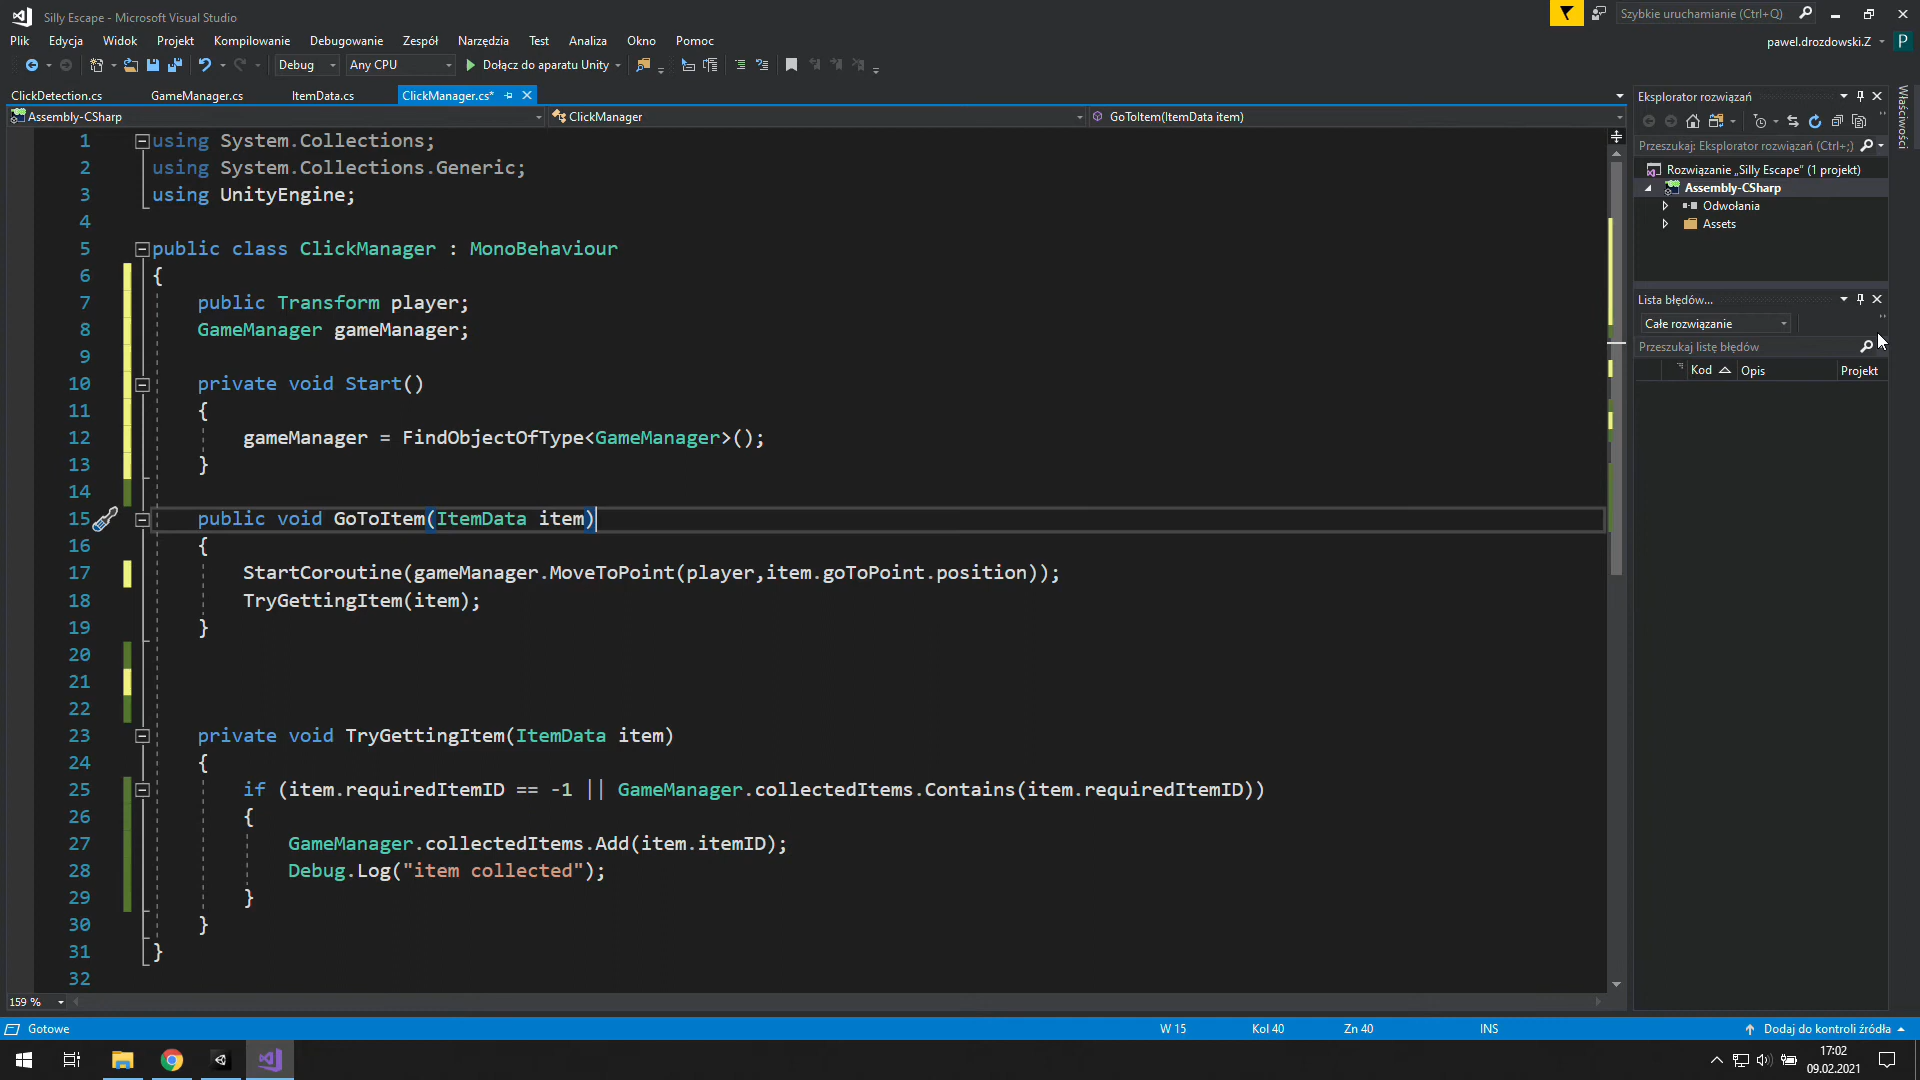 Silly Escape - Microsoft Visual Studio
Szybkie uruchamianie (Ctrl+Q)
Plik Edycja Widok Projekt Kompilowanie Debugowanie Zespół Narzędzia Test Analiza Okno Pomoc
pawel.drozdowski.Z P
Debug Any CPU Dołącz do aparatu Unity
ClickDetection.cs GameManager.cs ItemData.cs ClickManager.cs*
Assembly-CSharp ClickManager GoToItem(ItemData item)
1 using System.Collections;
2 using System.Collections.Generic;
3 using UnityEngine;
4
5 public class ClickManager : MonoBehaviour
6 {
7 public Transform player;
8 GameManager gameManager;
9
10 private void Start()
11 {
12 gameManager = FindObjectOfType<GameManager>();
13 }
14
15 public void GoToItem(ItemData item)
16 {
17 StartCoroutine(gameManager.MoveToPoint(player,item.goToPoint.position));
18 TryGettingItem(item);
19 }
20
21
22
23 private void TryGettingItem(ItemData item)
24 {
25 if (item.requiredItemID == -1 || GameManager.collectedItems.Contains(item.requiredItemID))
26 {
27 GameManager.collectedItems.Add(item.itemID);
28 Debug.Log("item collected");
29 }
30 }
31 }
32
159 %
Eksplorator rozwiązań
Przeszukaj: Eksplorator rozwiązań (Ctrl+;)
Rozwiązanie „Silly Escape” (1 projekt)
Assembly-CSharp
Odwołania
Assets
Lista błędów...
Całe rozwiązanie
Przeszukaj listę błędów
Kod Opis Projekt
Właściwości
Gotowe W 15 Kol 40 Zn 40 INS Dodaj do kontroli źródła
17:02
09.02.2021